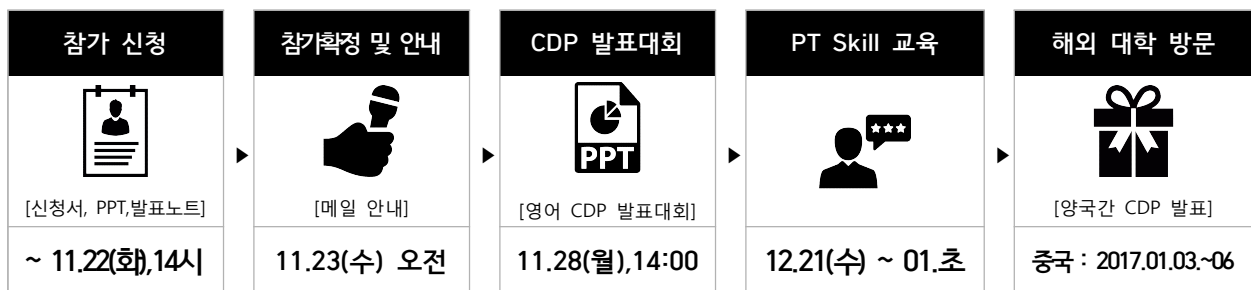 참가 신청
참가확정 및 안내
CDP 발표대회
PT Skill 교육
해외 대학 방문
PPT
[신청서, PPT,발표노트]
[메일 안내]
[영어 CDP 발표대회]
[양국간 CDP 발표]
~ 11.22(화),14시
11.23(수) 오전
11.28(월),14:00
12.21(수) ~ 01.초
중국 : 2017.01.03.~06